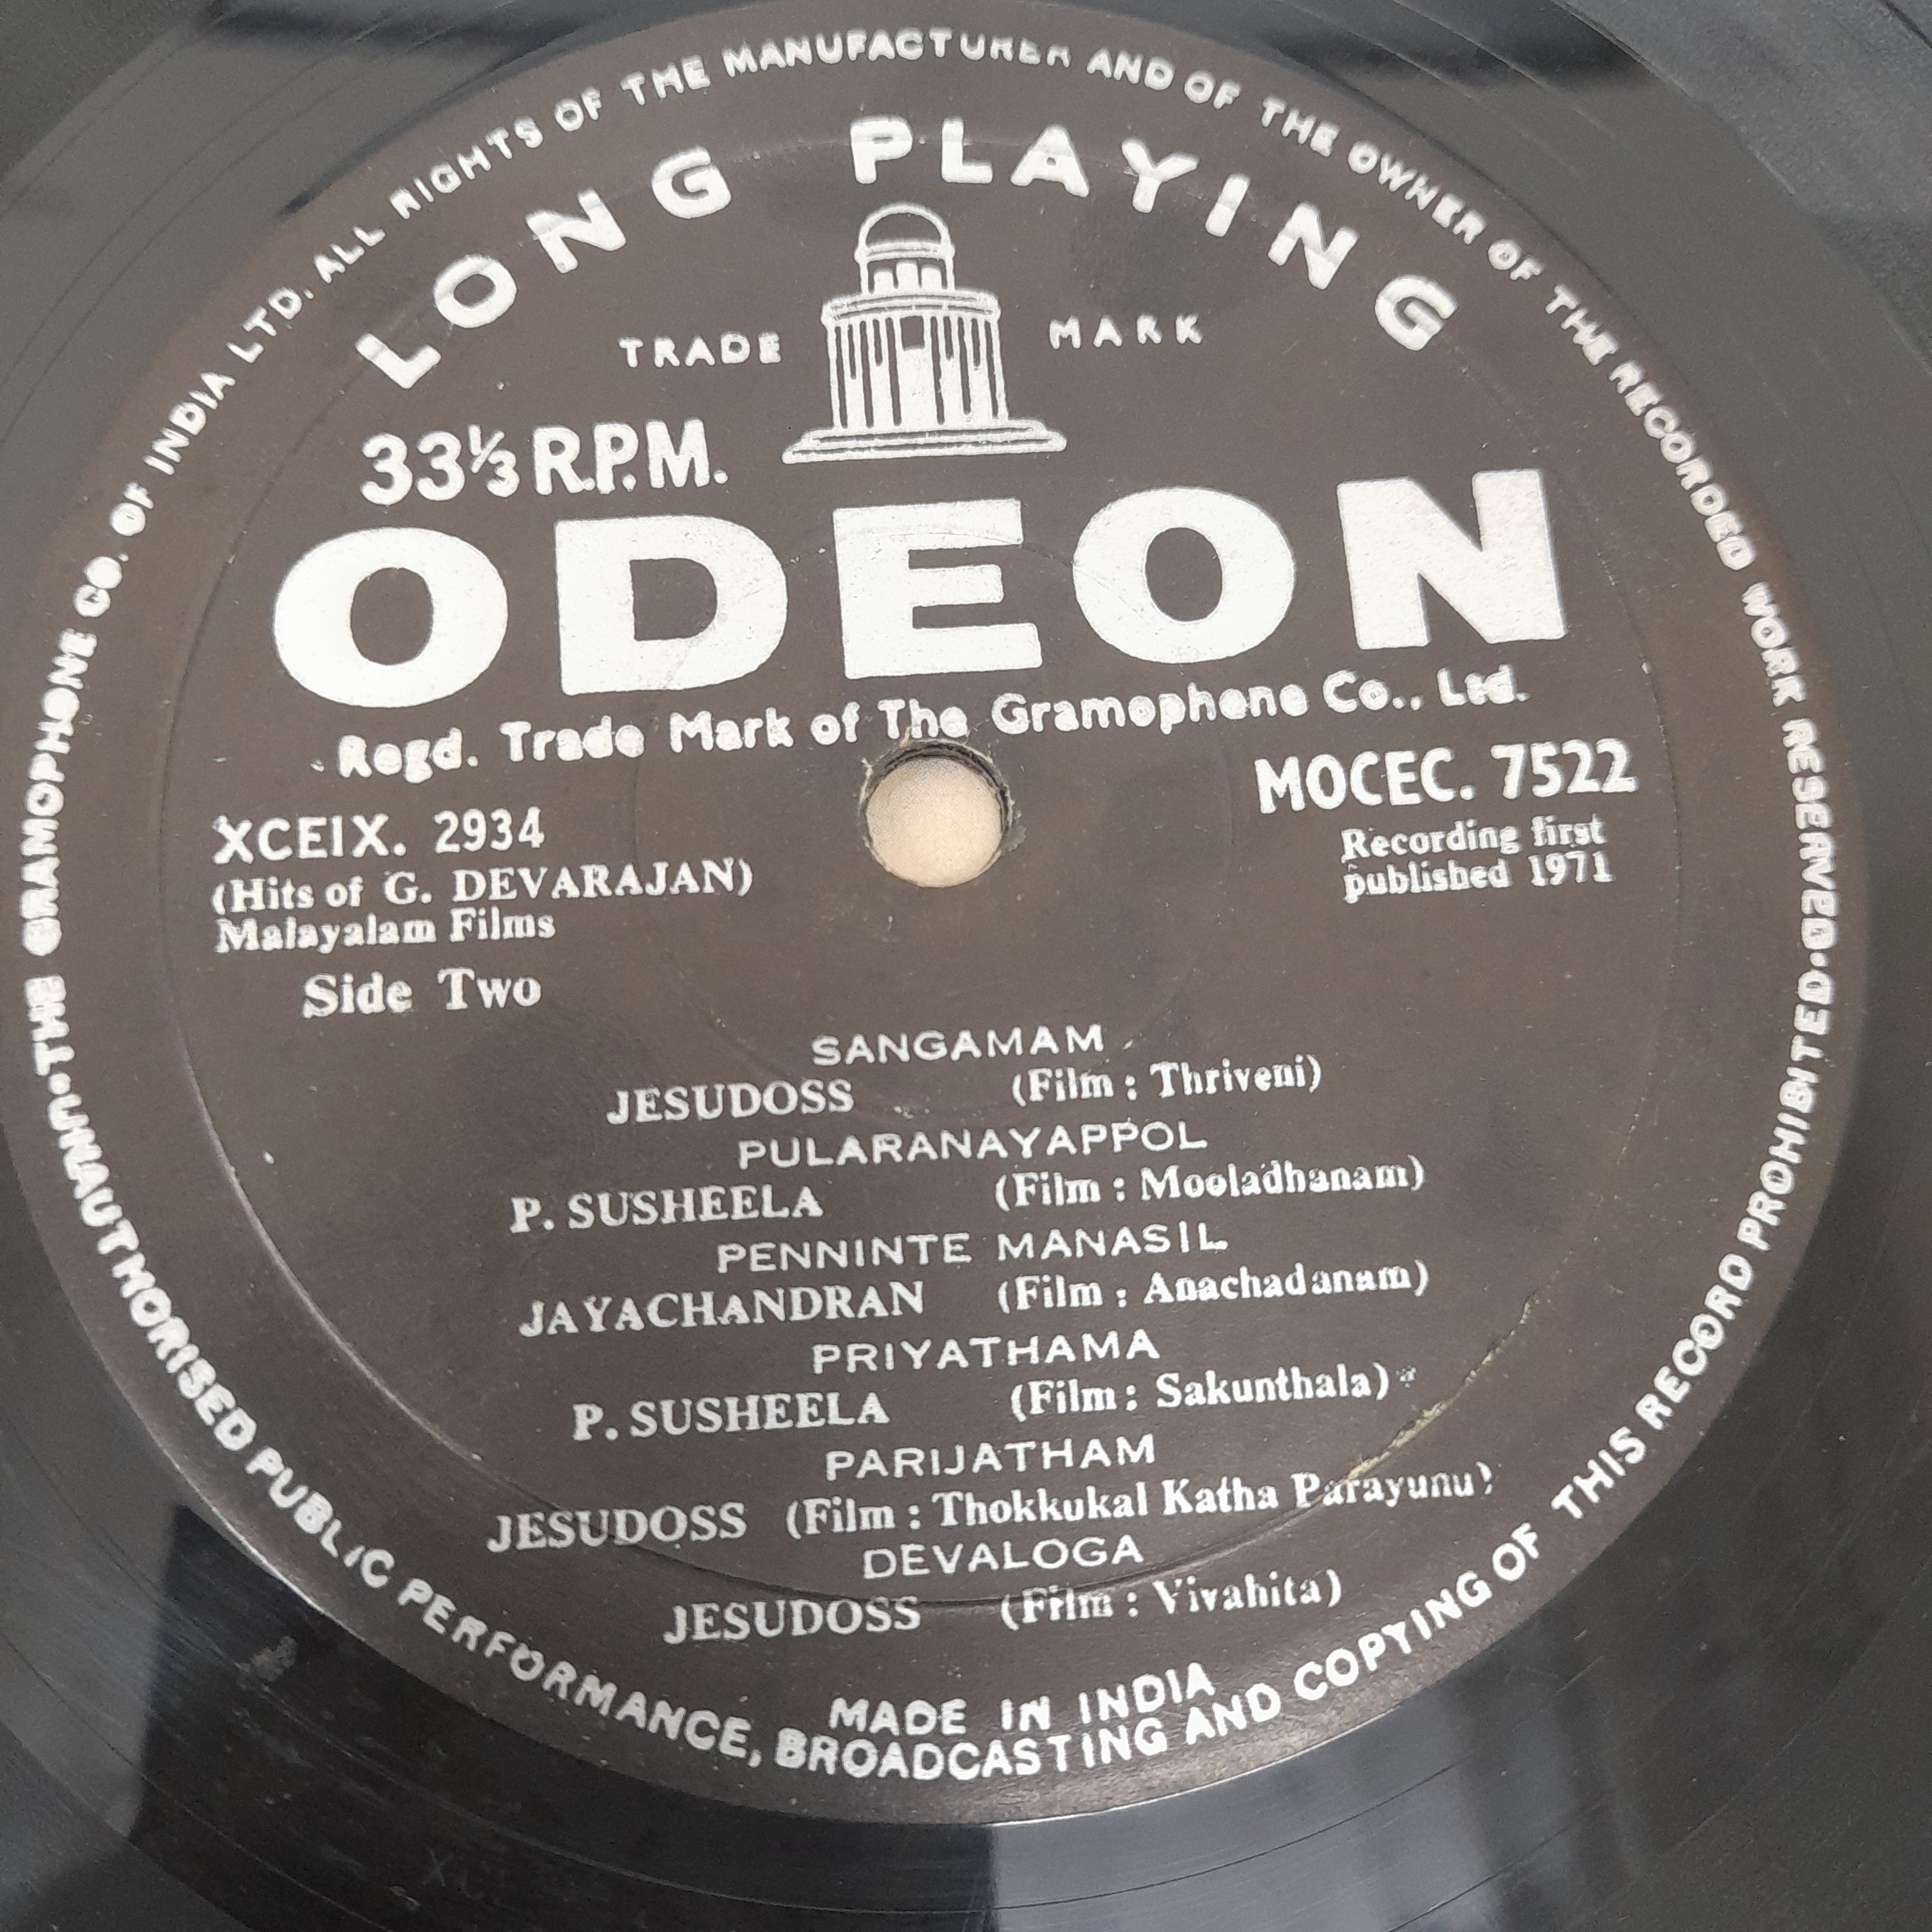 THE GRAMOPHONE CO. OF INDIA LTD. ALL RIGHTS OF THE MANUFACTURER AND OF THE OWNER OF THE RECORDED WORK RESERVED. UNAUTHORISED PUBLIC PERFORMANCE, BROADCASTING AND COPYING OF THIS RECORD PROHIBITED.
LONG PLAYING
TRADE MARK
33⅓ R.P.M.
ODEON
Regd. Trade Mark of The Gramophone Co., Ltd.
MOCEC. 7522
Recording first
published 1971
XCEIX. 2934
(Hits of G. DEVARAJAN)
Malayalam Films
Side Two
SANGAMAM
JESUDOSS (Film : Thriveni)
PULARANAYAPPOL
P. SUSHEELA (Film : Mooladhanam)
PENNINTE MANASIL
JAYACHANDRAN (Film : Anachadanam)
PRIYATHAMA
P. SUSHEELA (Film : Sakunthala)
PARIJATHAM
JESUDOSS (Film : Thokkukal Katha Parayunu)
DEVALOGA
JESUDOSS (Film : Vivahita)
MADE IN INDIA